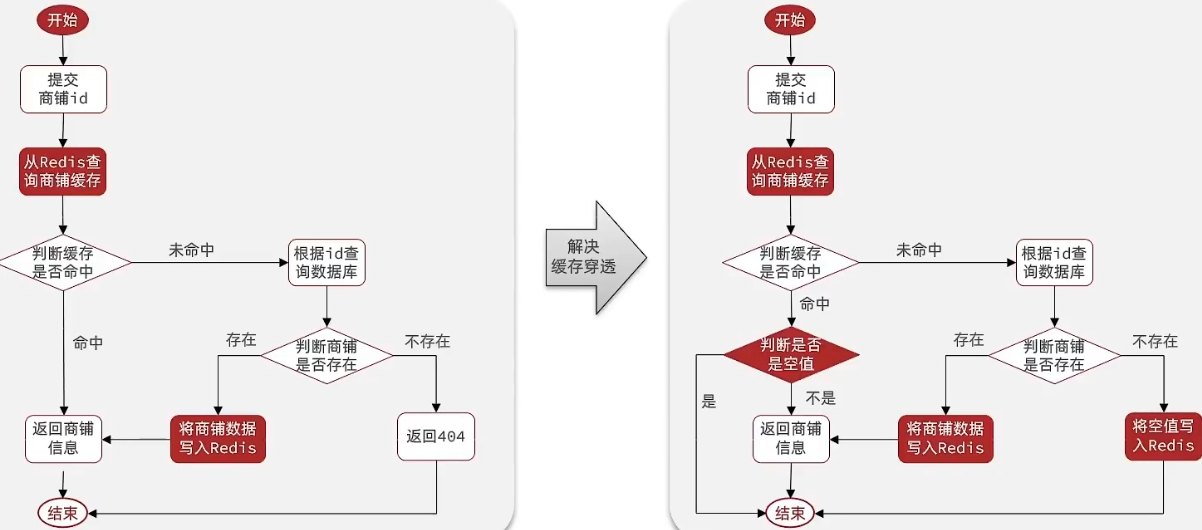 开始
提交
商铺id
从Redis查
询商铺缓存
判断缓存
是否命中
未命中
根据id查
询数据库
命中
存在
判断商铺
是否存在
不存在
返回商铺
信息
将商铺数据
写入Redis
返回404
结束
解决
缓存穿透
开始
提交
商铺id
从Redis查
询商铺缓存
判断缓存
是否命中
未命中
根据id查
询数据库
命中
判断是否
是空值
存在
判断商铺
是否存在
不存在
是
不是
返回商铺
信息
将商铺数据
写入Redis
将空值写
入Redis
结束